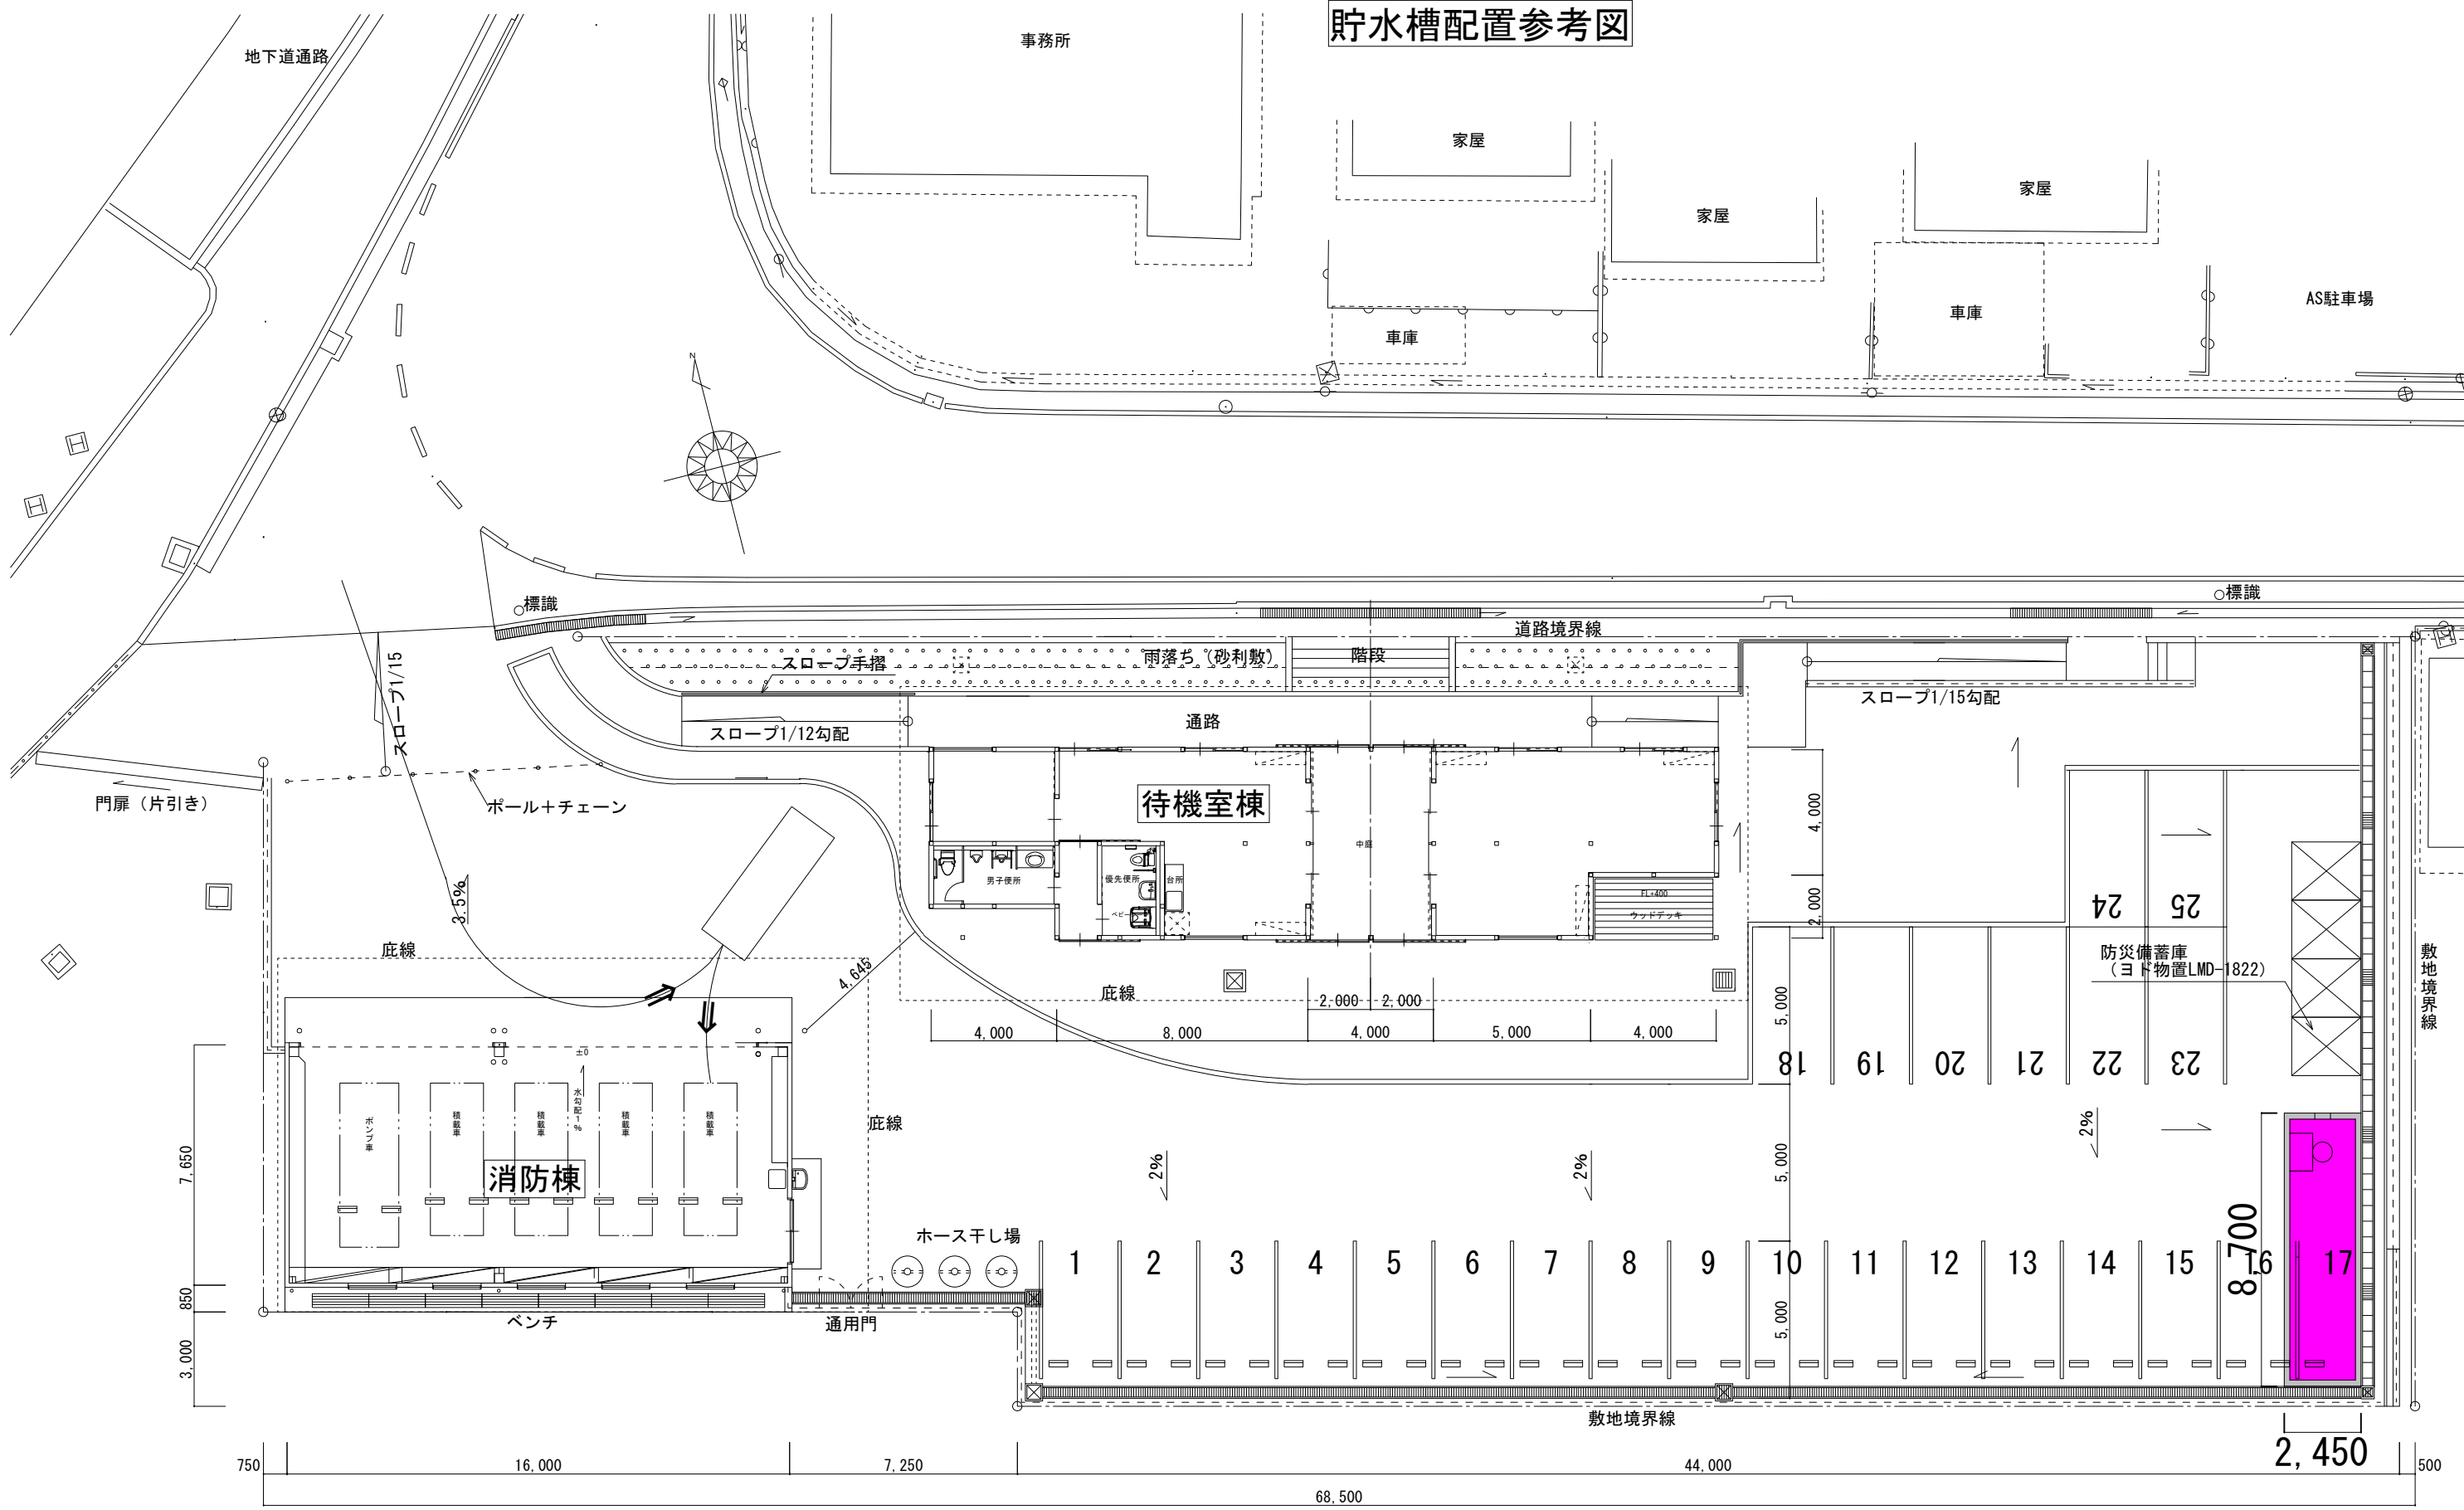 貯水槽配置参考図
地下道通路
事務所
家屋
家屋
家屋
車庫
車庫
AS駐車場
N
標識
標識
道路境界線
スロープ手摺
雨落ち（砂利敷）
階段
スロープ1/15
スロープ1/12勾配
通路
スロープ1/15勾配
門扉（片引き）
ポール＋チェーン
待機室棟
4,000
中庭
男子便所
優先便所
台所
ベビー
FL-400
ウッドデッキ
2,000
3.5%
庇線
4,645
庇線
24
25
防災備蓄庫
（ヨド物置LMD-1822）
敷地境界線
2,000
2,000
4,000
8,000
4,000
5,000
4,000
5,000
18
19
20
21
22
23
±0
水勾配1%
ポンプ車
積載車
積載車
積載車
積載車
庇線
消防棟
7,650
2%
2%
2%
5,000
8,700
ホース干し場
1
2
3
4
5
6
7
8
9
10
11
12
13
14
15
16
17
850
ベンチ
通用門
5,000
3,000
敷地境界線
2,450
750
16,000
7,250
44,000
500
68,500